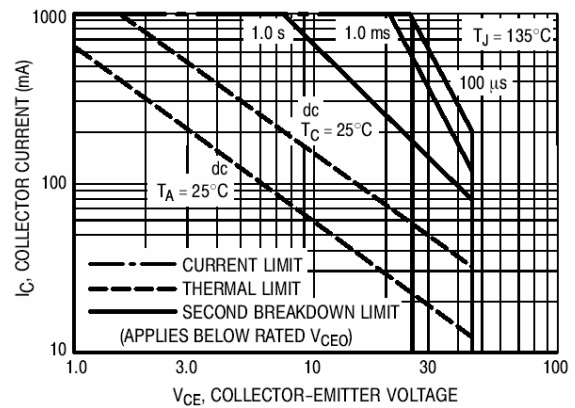 1000
1.0 s
1.0 ms
TJ = 135°C
100 µs
dc
TC = 25°C
dc
TA = 25°C
100
CURRENT LIMIT
THERMAL LIMIT
SECOND BREAKDOWN LIMIT
(APPLIES BELOW RATED VCEO)
10
1.0
3.0
10
30
100
IC, COLLECTOR CURRENT (mA)
VCE, COLLECTOR–EMITTER VOLTAGE